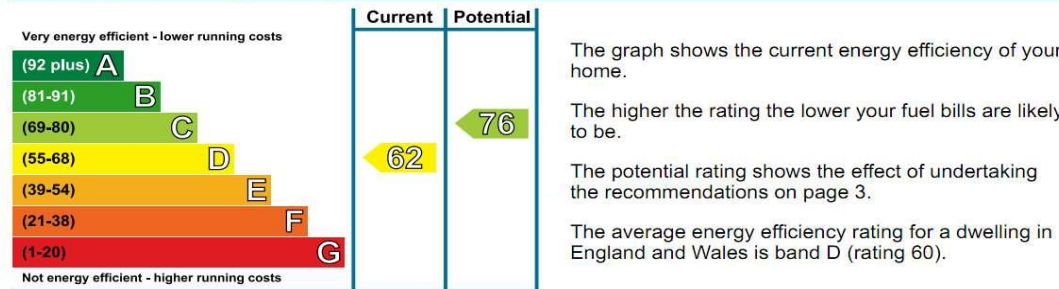 Current Potential
Very energy efficient - lower running costs
(92 plus) A
(81-91) B
(69-80) C
(55-68) D
(39-54) E
(21-38) F
(1-20) G
Not energy efficient - higher running costs
62
76
The graph shows the current energy efficiency of your
home.
The higher the rating the lower your fuel bills are likely
to be.
The potential rating shows the effect of undertaking
the recommendations on page 3.
The average energy efficiency rating for a dwelling in
England and Wales is band D (rating 60).